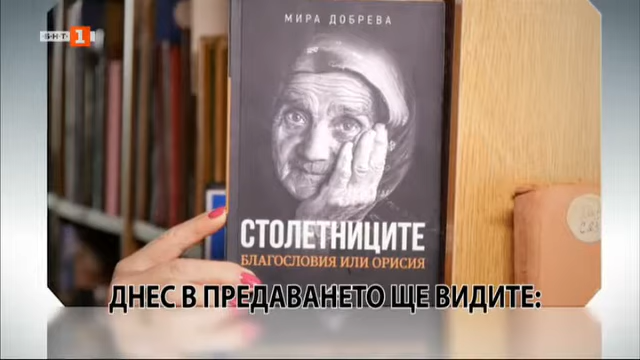 БНТ 1
МИРА ДОБРЕВА
СТОЛЕТНИЦИТЕ
БЛАГОСЛОВИЯ ИЛИ ОРИСИЯ
ДНЕС В ПРЕДАВАНЕТО ЩЕ ВИДИТЕ: